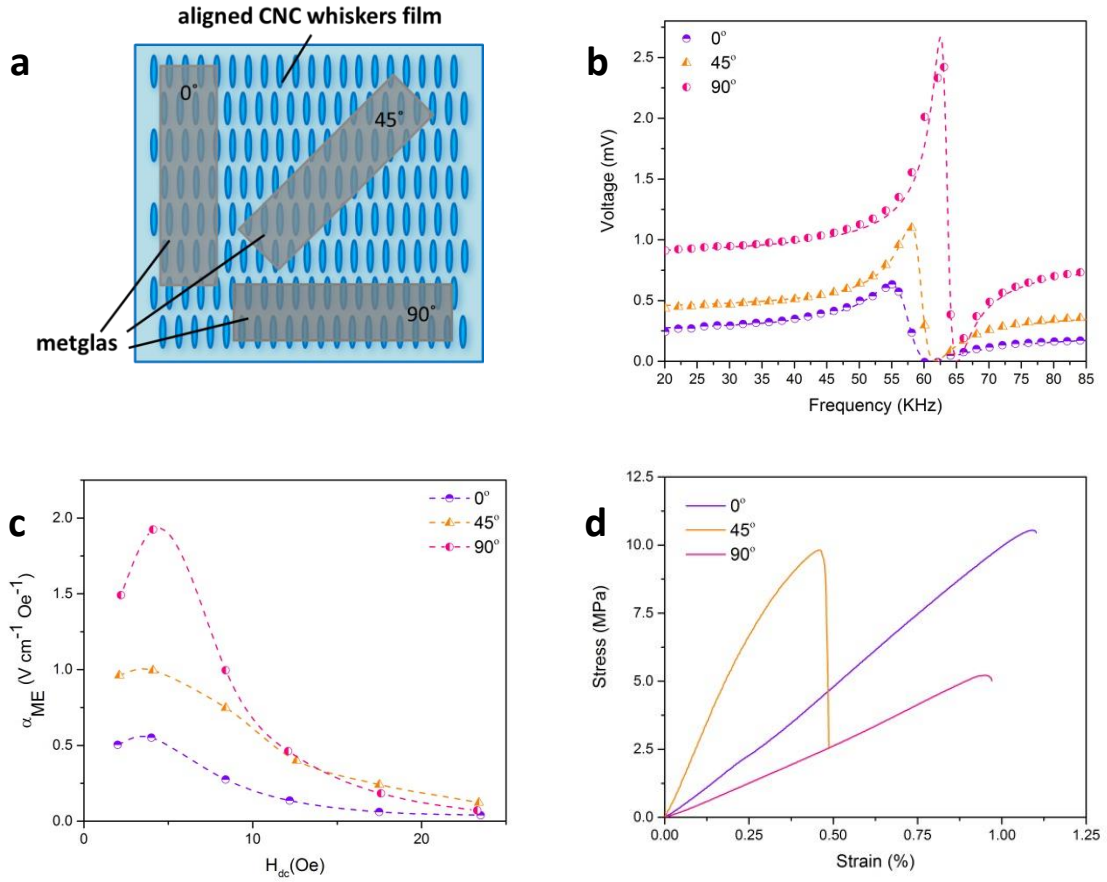 aligned CNC whiskers film
a
0°
45°
90°
metglas
b
0°
45°
90°
2.5
2.0
1.5
1.0
0.5
0.0
Voltage (mV)
20 25 30 35 40 45 50 55 60 65 70 75 80 85
Frequency (KHz)
c
0°
45°
90°
2.0
1.5
1.0
0.5
0.0
α_ME (V cm⁻¹ Oe⁻¹)
0 10 20
H_dc(Oe)
d
0°
45°
90°
12.5
10.0
7.5
5.0
2.5
0.0
Stress (MPa)
0.00 0.25 0.50 0.75 1.00 1.25
Strain (%)